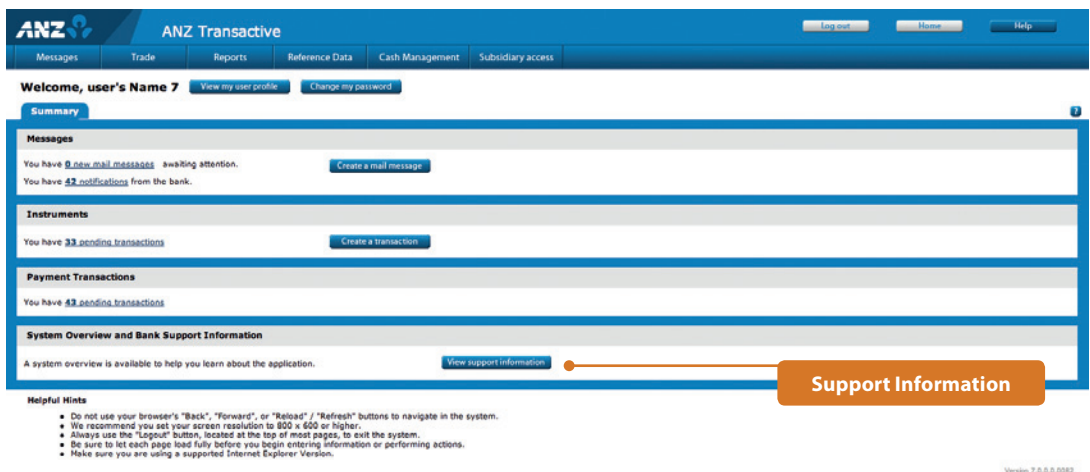 ANZ ANZ Transactive Log out Home Help
Messages Trade Reports Reference Data Cash Management Subsidiary access
Welcome, user's Name 7 View my user profile Change my password
Summary ?
Messages
You have 0 new mail messages awaiting attention. Create a mail message
You have 42 notifications from the bank.
Instruments
You have 33 pending transactions Create a transaction
Payment Transactions
You have 43 pending transactions
System Overview and Bank Support Information
A system overview is available to help you learn about the application. View support information
Support Information
Helpful Hints
• Do not use your browser's "Back", "Forward", or "Reload" / "Refresh" buttons to navigate in the system.
• We recommend you set your screen resolution to 800 x 600 or higher.
• Always use the "Logout" button, located at the top of most pages, to exit the system.
• Be sure to let each page load fully before you begin entering information or performing actions.
• Make sure you are using a supported Internet Explorer Version.
Version 7.0.0.0.0082